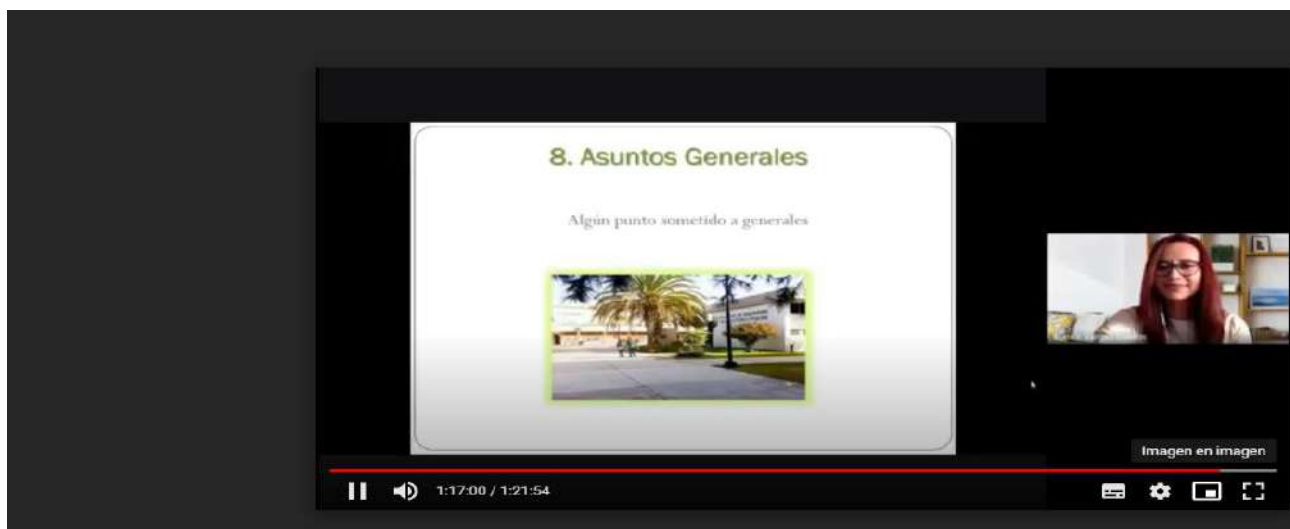 8. Asuntos Generales
Algún punto sometido a generales
Imagen en imagen
1:17:00 / 1:21:54